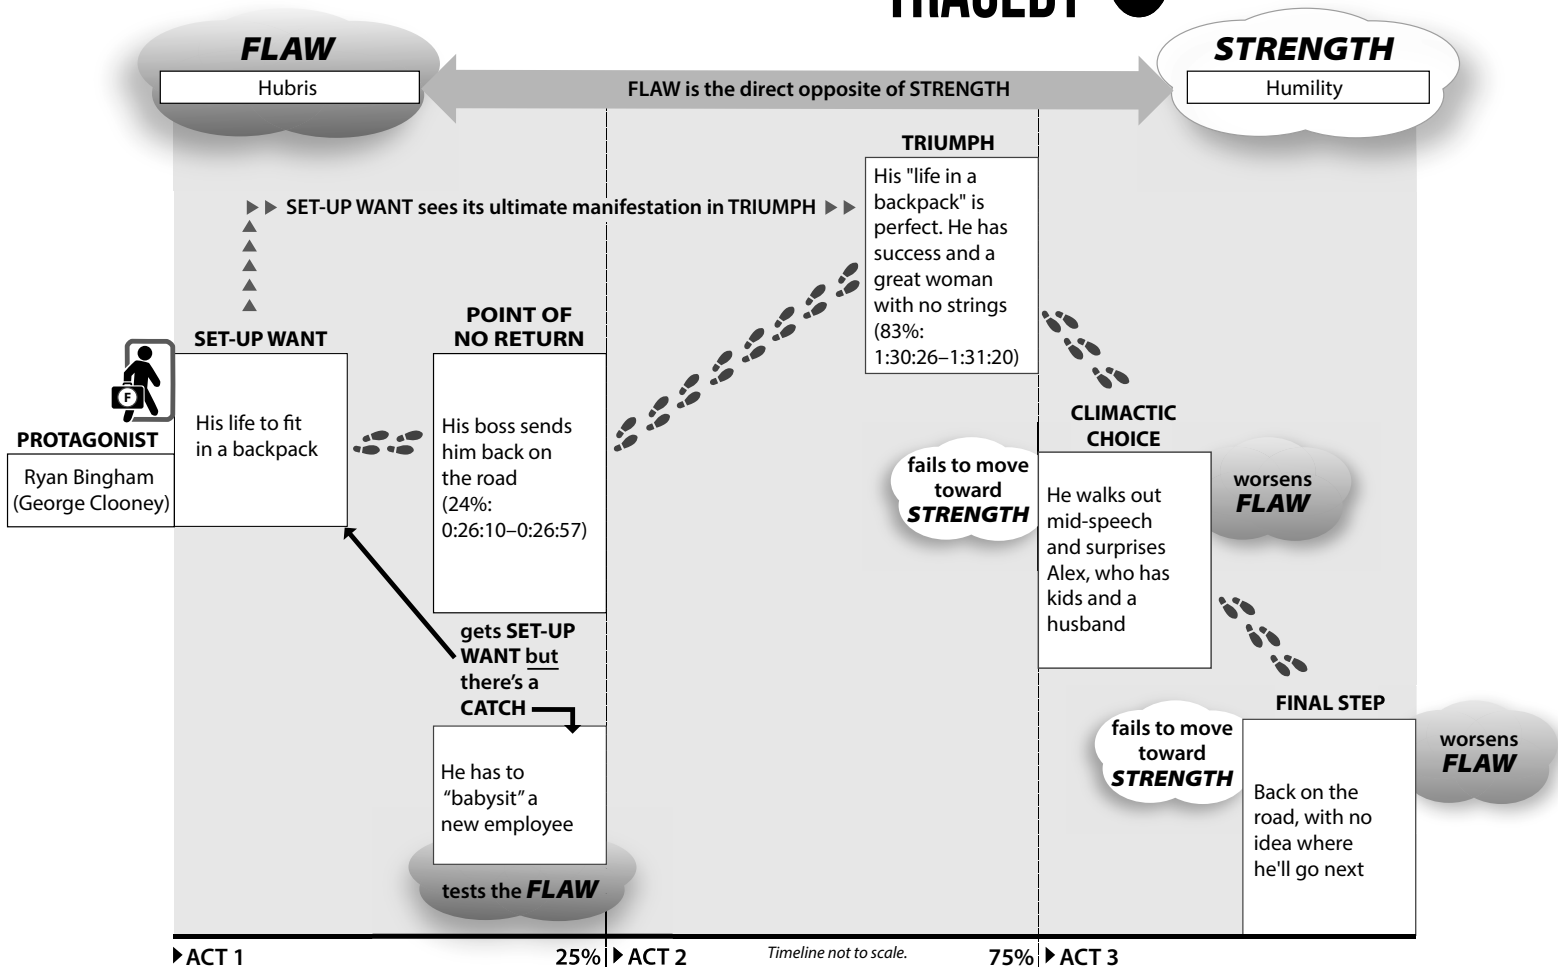 TRAGEDY
FLAW
Hubris
FLAW is the direct opposite of STRENGTH
STRENGTH
Humility
TRIUMPH
His "life in a
backpack" is
perfect. He has
success and a
great woman
with no strings
(83%:
1:30:26–1:31:20)
SET-UP WANT sees its ultimate manifestation in TRIUMPH
SET-UP WANT
His life to fit
in a backpack
F
PROTAGONIST
Ryan Bingham
(George Clooney)
POINT OF
NO RETURN
His boss sends
him back on
the road
(24%:
0:26:10–0:26:57)
gets SET-UP
WANT but
there's a
CATCH
He has to
“babysit” a
new employee
tests the FLAW
CLIMACTIC
CHOICE
fails to move
toward
STRENGTH
He walks out
mid-speech
and surprises
Alex, who has
kids and a
husband
worsens
FLAW
FINAL STEP
fails to move
toward
STRENGTH
Back on the
road, with no
idea where
he'll go next
worsens
FLAW
ACT 1
25%
ACT 2
Timeline not to scale.
75%
ACT 3